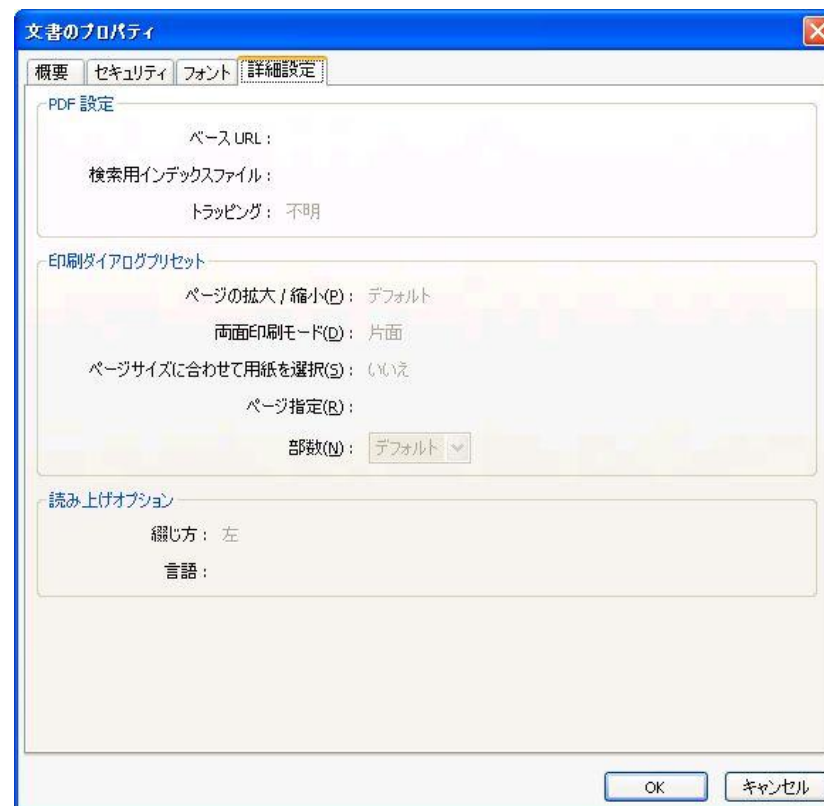 文書のプロパティ
概要 セキュリティ フォント 詳細設定
PDF 設定
ベース URL :
検索用インデックスファイル :
トラッピング : 不明
印刷ダイアログプリセット
ページの拡大 / 縮小(P) : デフォルト
両面印刷モード(D) : 片面
ページサイズに合わせて用紙を選択(S) : いいえ
ページ指定(R) :
部数(N) : デフォルト
読み上げオプション
綴じ方 : 左
言語 :
OK キャンセル